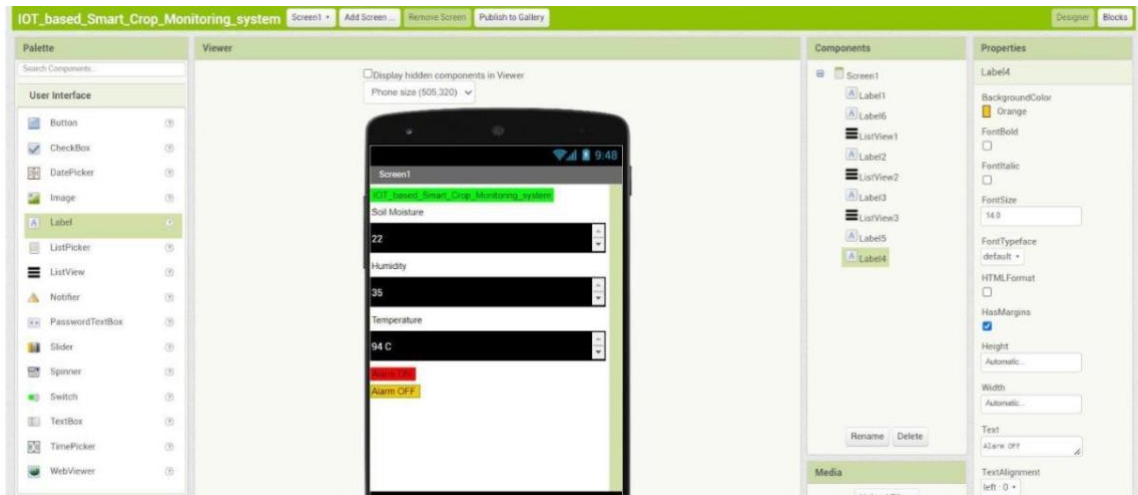 IOT_based_Smart_Crop_Monitoring_system Screen1 Add Screen ... Remove Screen Publish to Gallery Designer Blocks
Palette
Search Components...
User Interface
Button
CheckBox
DatePicker
Image
Label
ListPicker
ListView
Notifier
PasswordTextBox
Slider
Spinner
Switch
TextBox
TimePicker
WebViewer
Viewer
Display hidden components in Viewer
Phone size (505,320)
9:48
Screen1
IOT_based_Smart_Crop_Monitoring_system
Soil Moisture
22
Humidity
35
Temperature
94 C
Alarm ON
Alarm OFF
Components
Screen1
Label1
Label6
ListView1
Label2
ListView2
Label3
ListView3
Label5
Label4
Rename Delete
Media
Properties
Label4
BackgroundColor
Orange
FontBold
FontItalic
FontSize
14.0
FontTypeface
default
HTMLFormat
HasMargins
Height
Automatic...
Width
Automatic...
Text
Alarm OFF
TextAlignment
left : 0